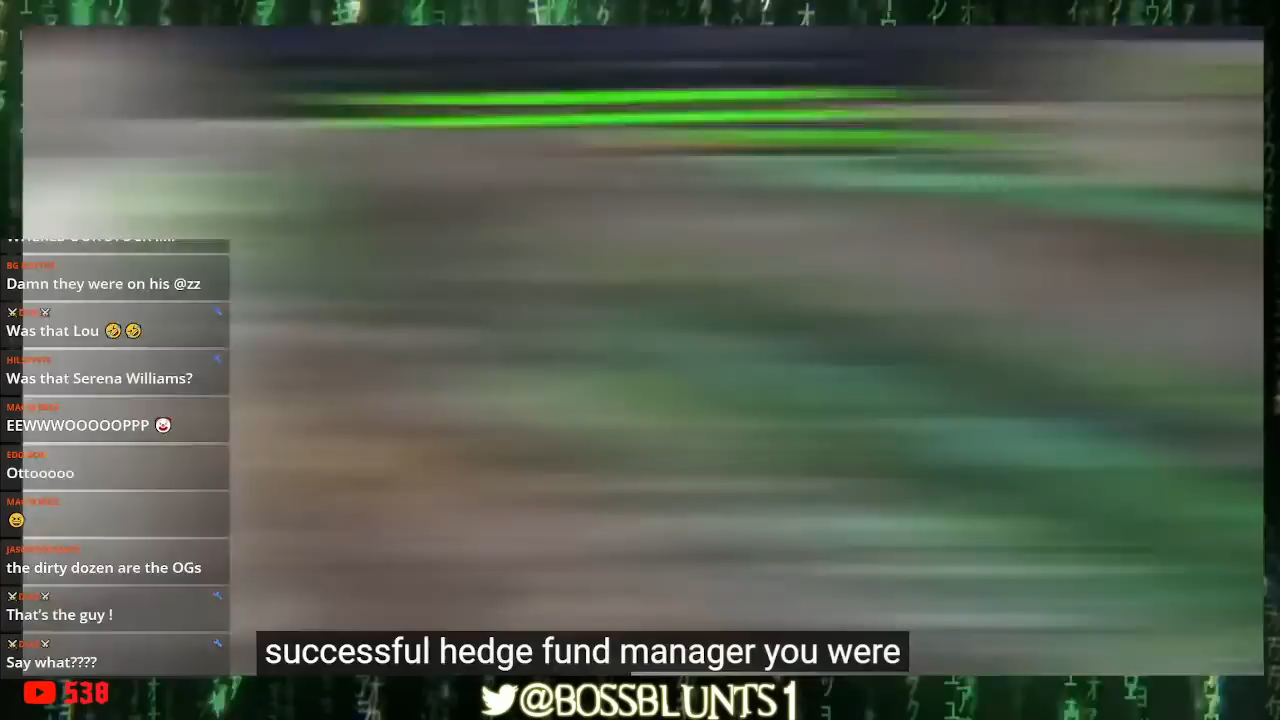 Damn they were on his @zz
Was that Lou 🤣 🤣
Was that Serena Williams?
EEWWWOOOOOPPP 🤡
Ottooooo
😆
the dirty dozen are the OGs
That's the guy !
Say what????
successful hedge fund manager you were
538
@BOSSBLUNTS1